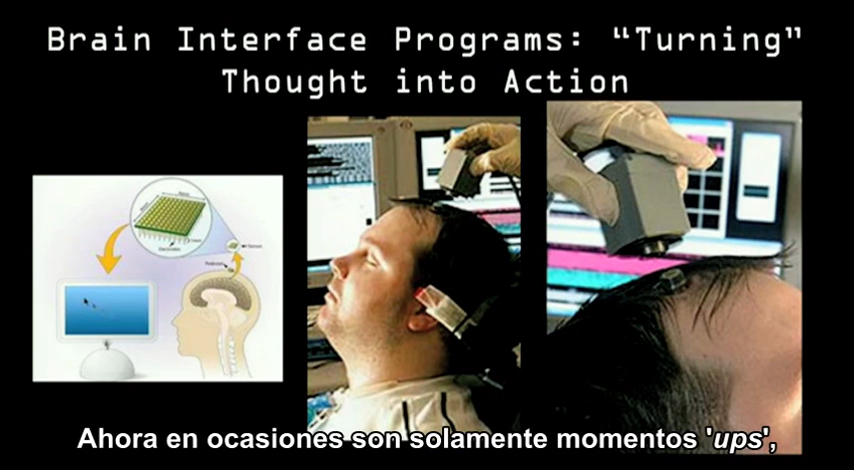 Brain Interface Programs: “Turning”
Thought into Action
Ahora en ocasiones son solamente momentos 'ups',